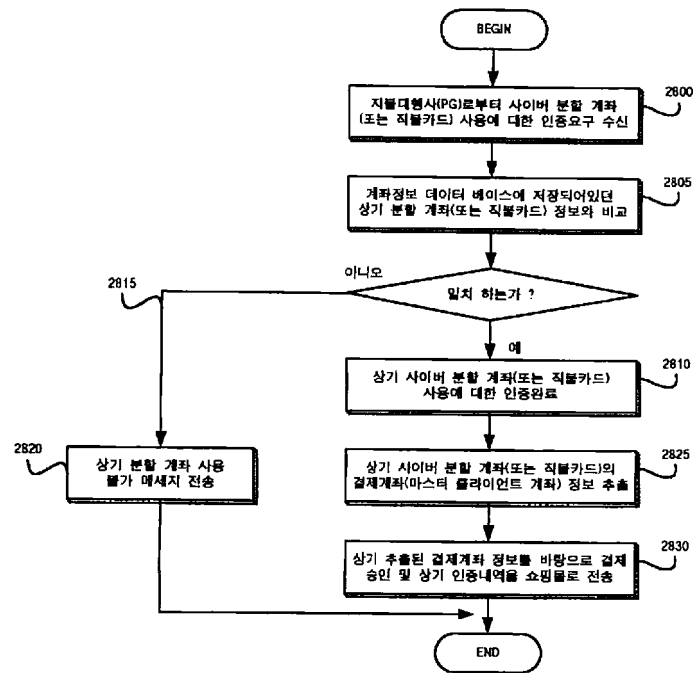 BEGIN
2800
지불대행사(PG)로부터 사이버 분할 계좌
(또는 직불카드) 사용에 대한 인증요구 수신
2805
계좌정보 데이터 베이스에 저장되어있던
상기 분할 계좌(또는 직불카드) 정보와 비교
아니오
2815
일치 하는가 ?
예
2810
상기 사이버 분할 계좌(또는 직불카드)
사용에 대한 인증완료
2820
상기 분할 계좌 사용
불가 메세지 전송
2825
상기 사이버 분할 계좌(또는 직불카드)의
결제계좌(마스터 클라이언트 계좌) 정보 추출
2830
상기 추출된 결제계좌 정보를 바탕으로 결제
승인 및 상기 인증내역을 쇼핑몰로 전송
END